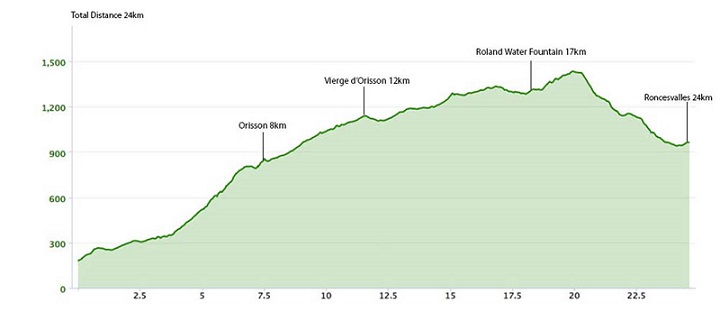 Total Distance 24km
1,500
Roland Water Fountain 17km
Vierge d'Orisson 12km
Roncesvalles 24km
1,200
Orisson 8km
900
600
300
0
2.5 5 7.5 10 12.5 15 17.5 20 22.5